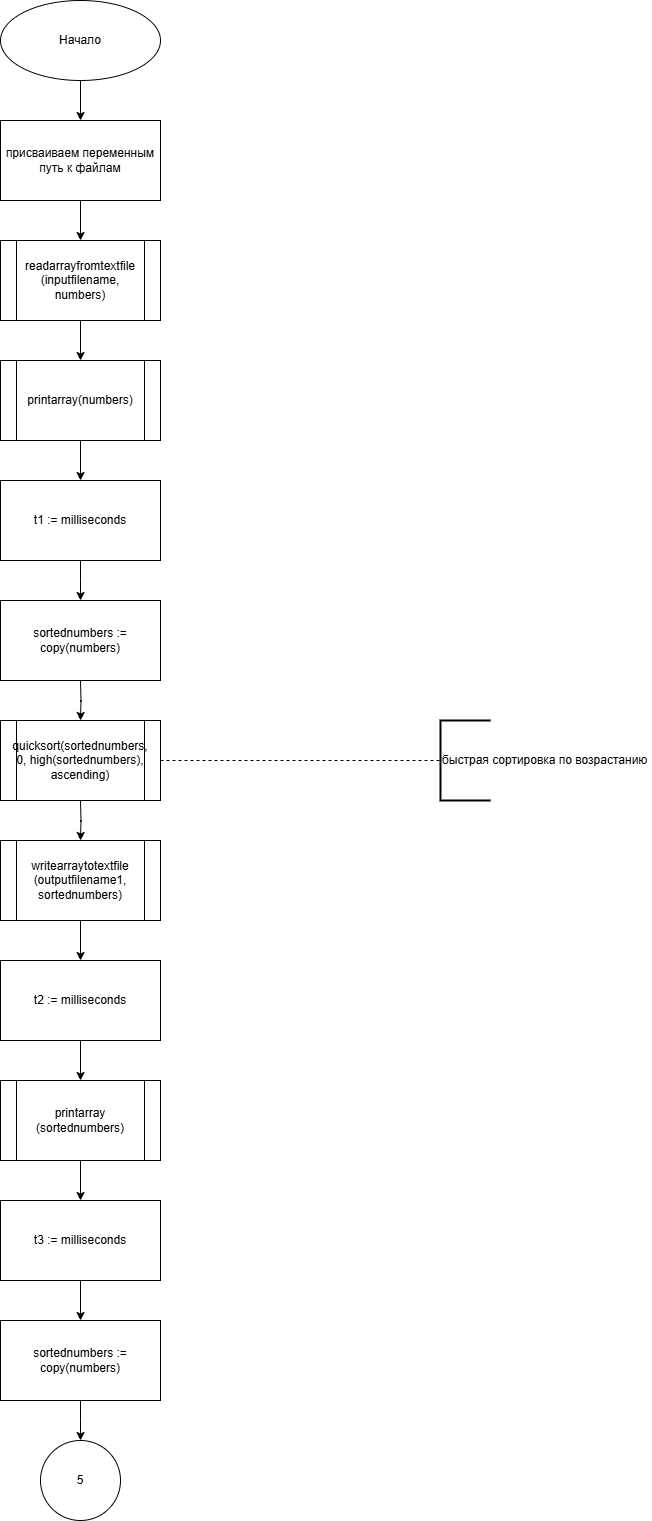 Начало
присваиваем переменным
путь к файлам
readarrayfromtextfile
(inputfilename,
numbers)
printarray(numbers)
t1 := milliseconds
sortednumbers :=
copy(numbers)
quicksort(sortednumbers,
0, high(sortednumbers),
ascending)
быстрая сортировка по возрастанию
writearraytotextfile
(outputfilename1,
sortednumbers)
t2 := milliseconds
printarray
(sortednumbers)
t3 := milliseconds
sortednumbers :=
copy(numbers)
5